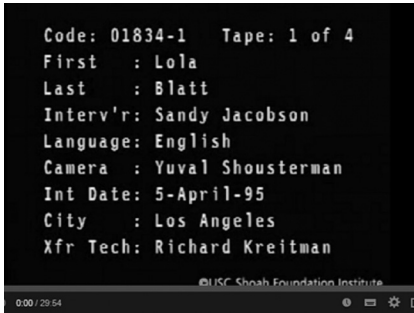 Code: 01834-1 Tape: 1 of 4
First : Lola
Last : Blatt
Interv'r: Sandy Jacobson
Language: English
Camera : Yuval Shousterman
Int Date: 5-April-95
City : Los Angeles
Xfr Tech: Richard Kreitman
©USC Shoah Foundation Institute
0:00 / 29:54